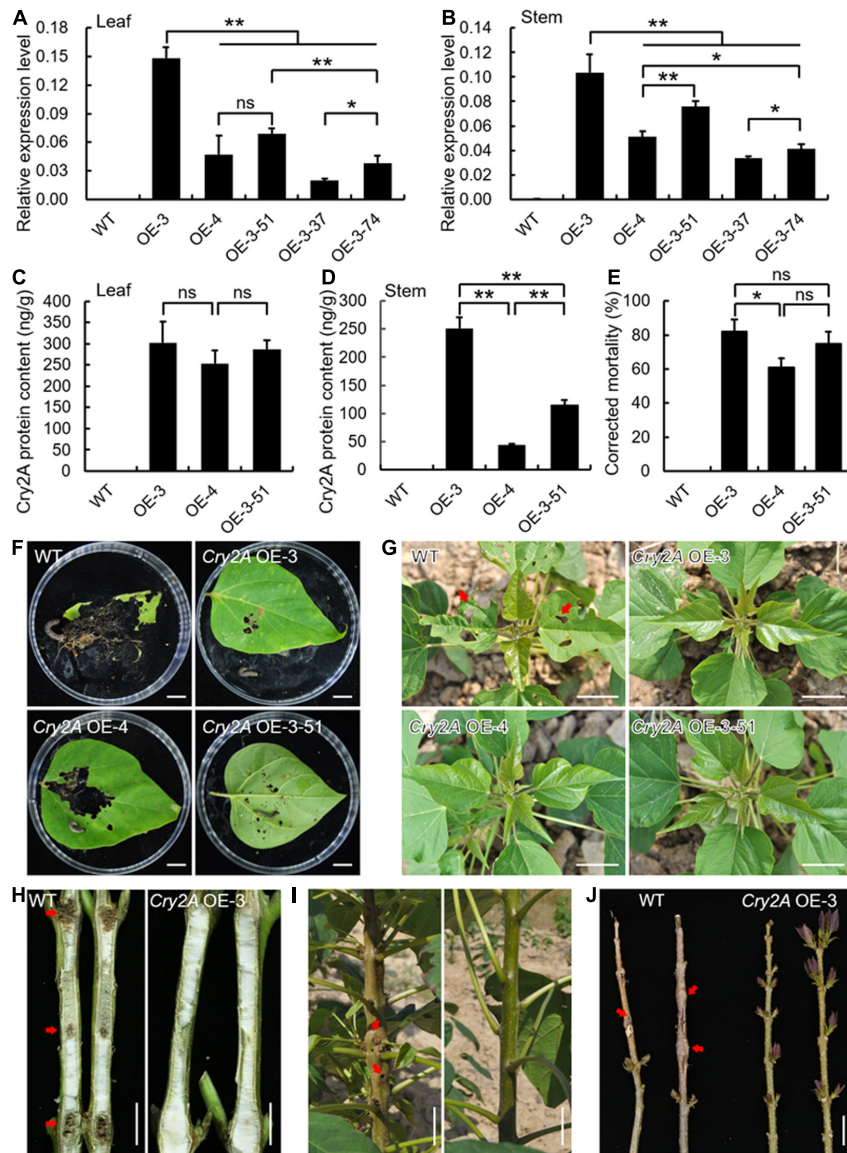 A
Leaf
Relative expression level
0.18
0.15
0.12
0.09
0.06
0.03
0.00
**
**
ns
*
WT
OE-3
OE-4
OE-3-51
OE-3-37
OE-3-74
B
Stem
Relative expression level
0.14
0.12
0.10
0.08
0.06
0.04
0.02
0.00
**
*
**
*
WT
OE-3
OE-4
OE-3-51
OE-3-37
OE-3-74
C
Leaf
Cry2A protein content (ng/g)
400
350
300
250
200
150
100
50
0
ns
ns
WT
OE-3
OE-4
OE-3-51
D
Stem
Cry2A protein content (ng/g)
300
250
200
150
100
50
0
**
**
**
WT
OE-3
OE-4
OE-3-51
E
Corrected mortality (%)
100
80
60
40
20
0
ns
*
ns
WT
OE-3
OE-4
OE-3-51
F
WT
Cry2A OE-3
Cry2A OE-4
Cry2A OE-3-51
G
WT
Cry2A OE-3
Cry2A OE-4
Cry2A OE-3-51
H
WT
Cry2A OE-3
I
J
WT
Cry2A OE-3